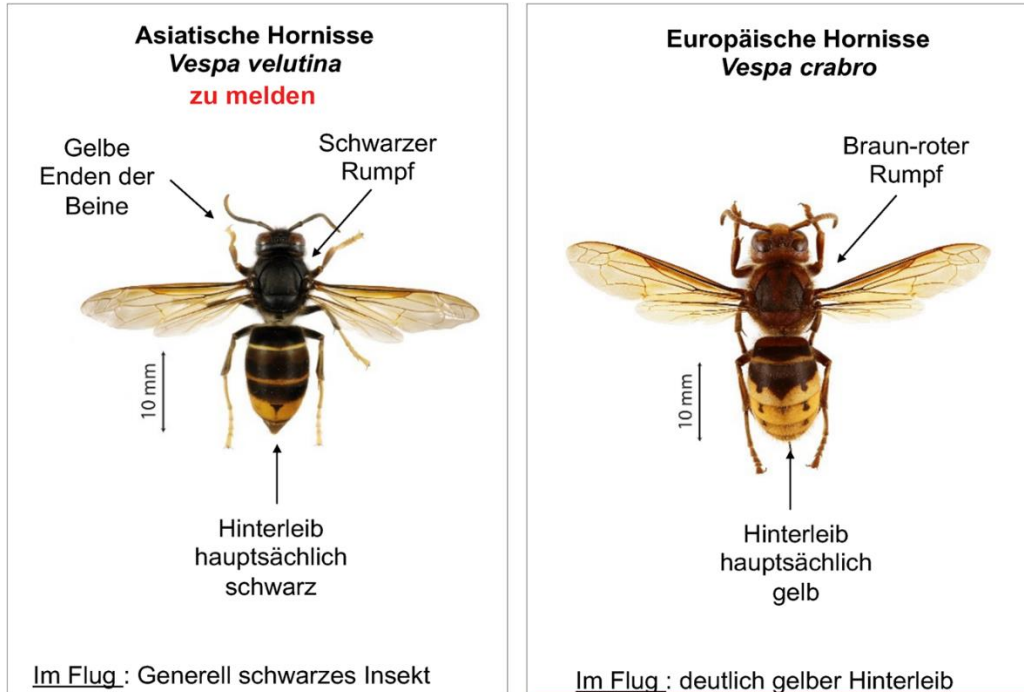 Asiatische Hornisse
Vespa velutina
zu melden
Gelbe
Enden der
Beine
Schwarzer
Rumpf
10 mm
Hinterleib
hauptsächlich
schwarz
Im Flug : Generell schwarzes Insekt
Europäische Hornisse
Vespa crabro
Braun-roter
Rumpf
10 mm
Hinterleib
hauptsächlich
gelb
Im Flug : deutlich gelber Hinterleib